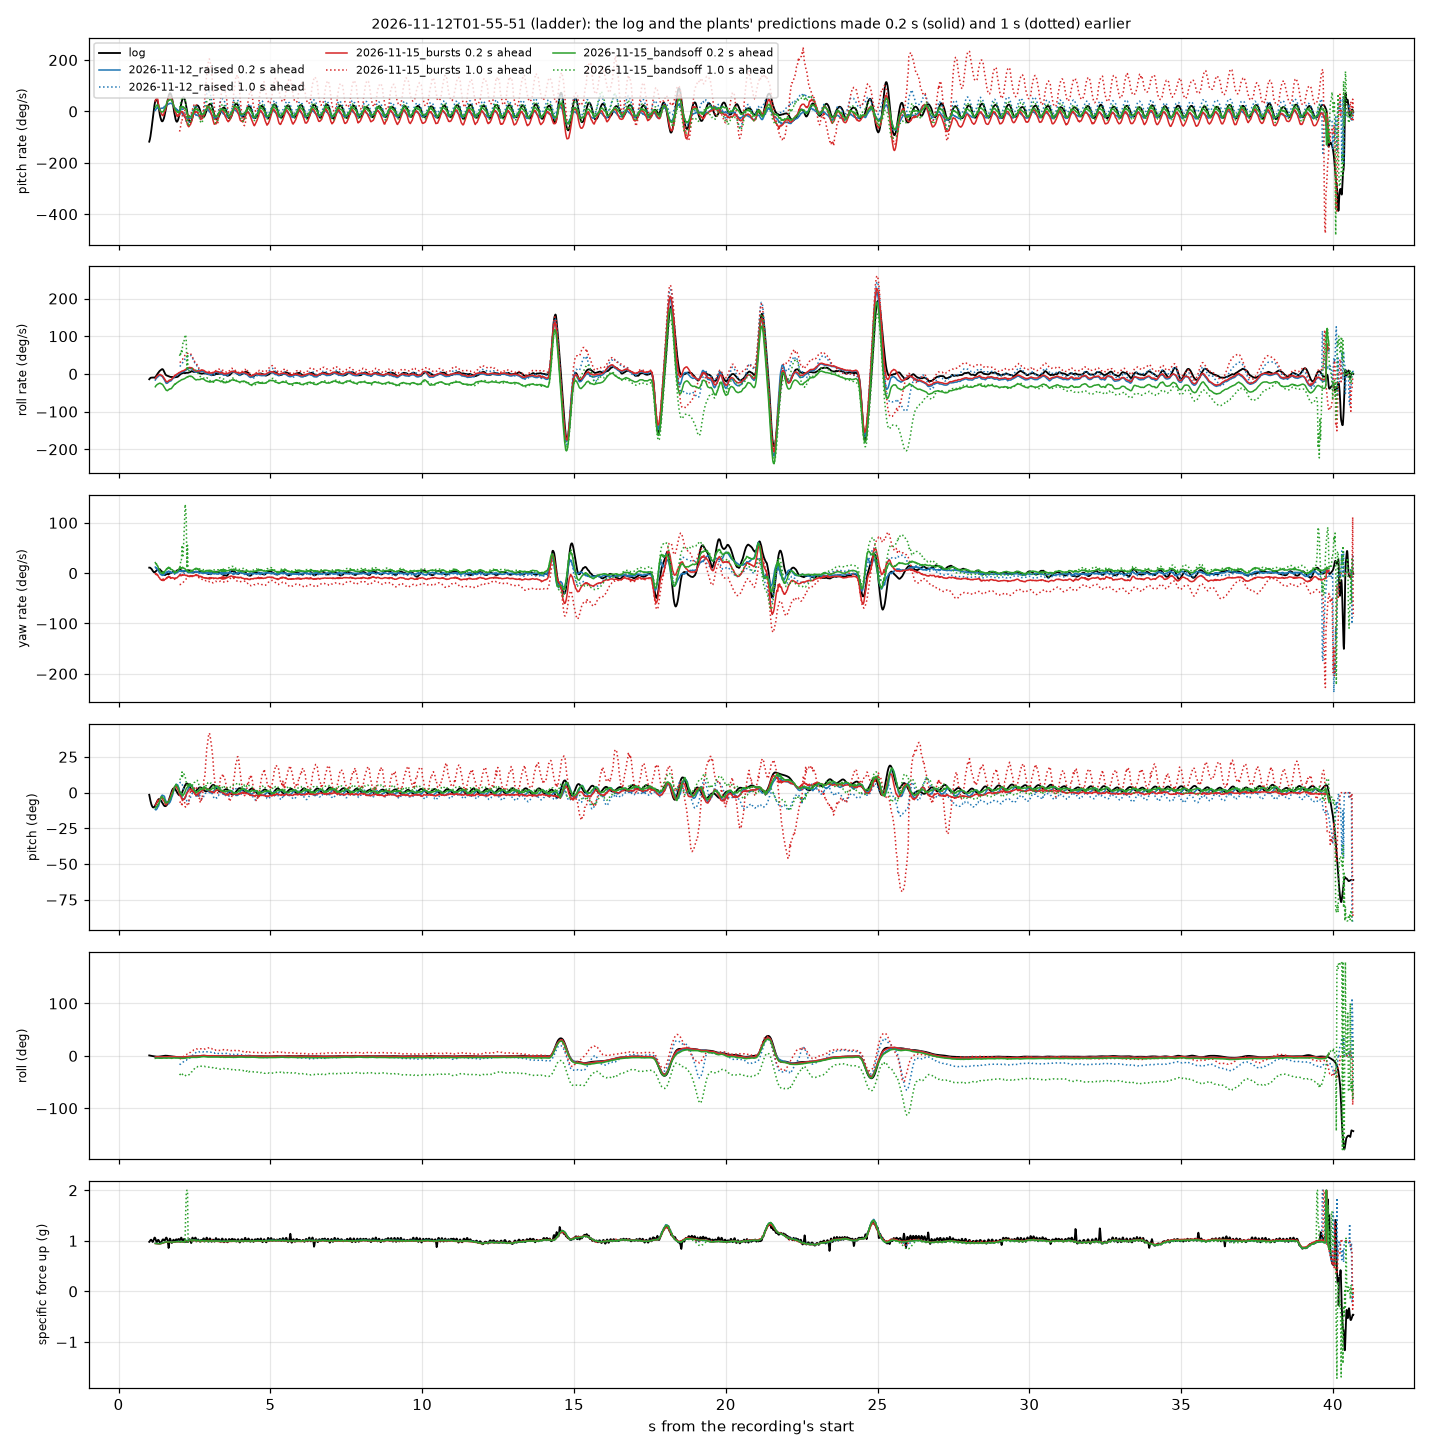 2026-11-12T01-55-51 (ladder): the log and the plants' predictions made 0.2 s (solid) and 1 s (dotted) earlier
log
2026-11-12_raised 0.2 s ahead
2026-11-12_raised 1.0 s ahead
2026-11-15_bursts 0.2 s ahead
2026-11-15_bursts 1.0 s ahead
2026-11-15_bandsoff 0.2 s ahead
2026-11-15_bandsoff 1.0 s ahead
pitch rate (deg/s)
200
0
−200
−400
roll rate (deg/s)
200
100
0
−100
−200
yaw rate (deg/s)
100
0
−100
−200
pitch (deg)
25
0
−25
−50
−75
roll (deg)
100
0
−100
specific force up (g)
2
1
0
−1
0 5 10 15 20 25 30 35 40
s from the recording's start